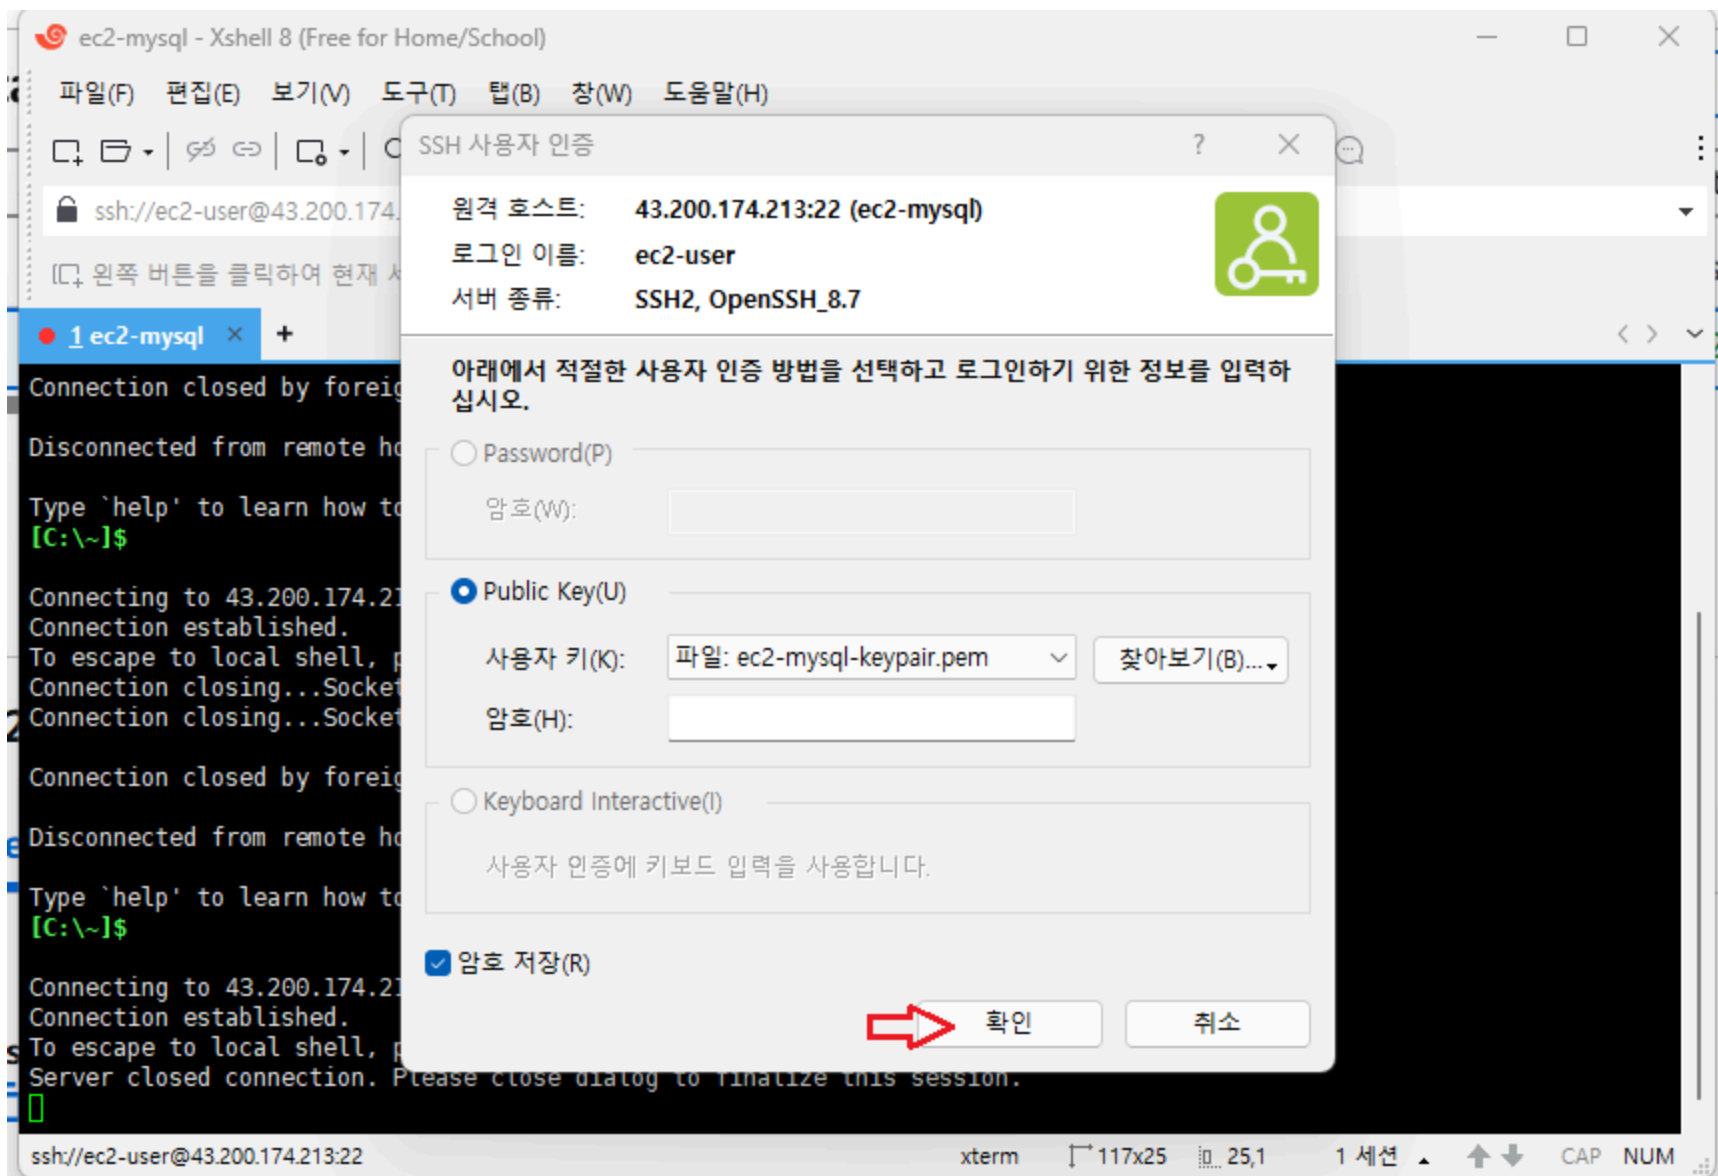 ec2-mysql - Xshell 8 (Free for Home/School)
파일(F) 편집(E) 보기(V) 도구(T) 탭(B) 창(W) 도움말(H)
SSH 사용자 인증
ssh://ec2-user@43.200.174.
원격 호스트: 43.200.174.213:22 (ec2-mysql)
로그인 이름: ec2-user
서버 종류: SSH2, OpenSSH_8.7
왼쪽 버튼을 클릭하여 현재
1 ec2-mysql × +
아래에서 적절한 사용자 인증 방법을 선택하고 로그인하기 위한 정보를 입력하
십시오.
Password(P)
암호(W):
Public Key(U)
사용자 키(K): 파일: ec2-mysql-keypair.pem 찾아보기(B)...
암호(H):
Keyboard Interactive(I)
사용자 인증에 키보드 입력을 사용합니다.
암호 저장(R)
확인 취소
Connection closed by foreig
Disconnected from remote ho
Type `help' to learn how to
[C:\~]$
Connecting to 43.200.174.21
Connection established.
To escape to local shell, p
Connection closing...Socket
Connection closing...Socket
Connection closed by foreig
Disconnected from remote ho
Type `help' to learn how to
[C:\~]$
Connecting to 43.200.174.21
Connection established.
To escape to local shell, p
Server closed connection. Please close dialog to finalize this session.
ssh://ec2-user@43.200.174.213:22 xterm 117x25 25,1 1 세션 CAP NUM